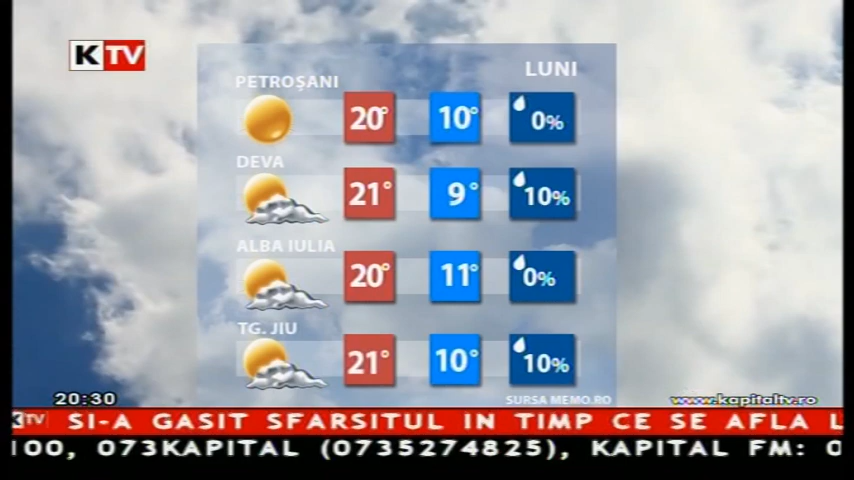 KTV
LUNI
PETROȘANI
20° 10° 0%
DEVA
21° 9° 10%
ALBA IULIA
20° 11° 0%
TG. JIU
21° 10° 10%
20:30
SURSA MEMO.RO
www.kapitaltv.ro
KTV SI-A GASIT SFARSITUL IN TIMP CE SE AFLA L
100, 073KAPITAL (0735274825), KAPITAL FM: 0